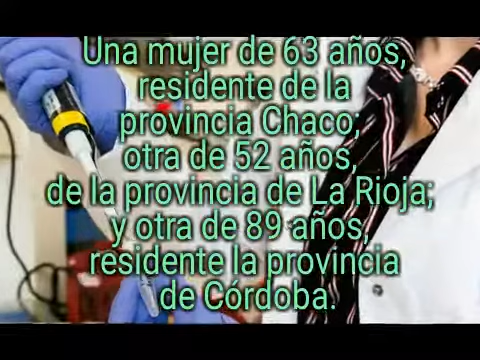 Una mujer de 63 años,
residente de la
provincia Chaco;
otra de 52 años,
de la provincia de La Rioja;
y otra de 89 años,
residente la provincia
de Córdoba.